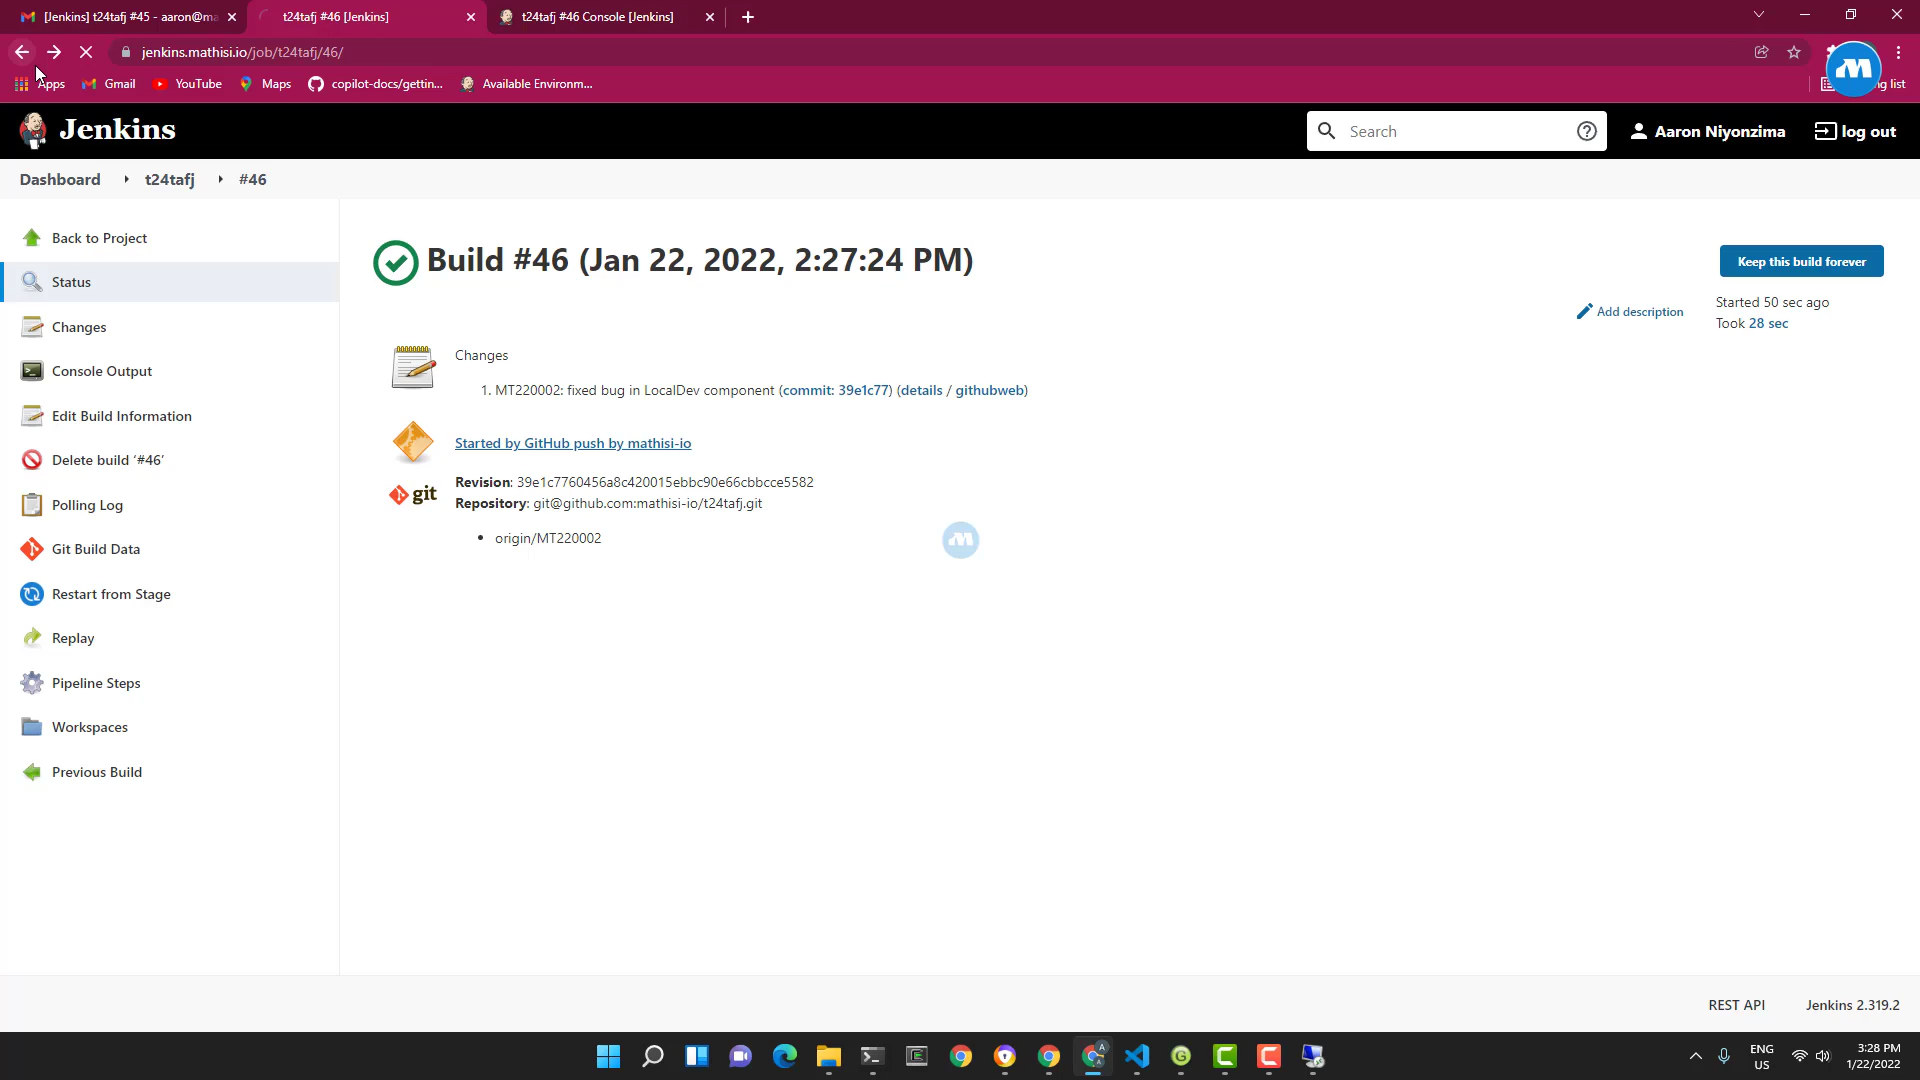 [Jenkins] t24tafj #45 - aaron@ma
t24tafj #46 [Jenkins]
t24tafj #46 Console [Jenkins]
jenkins.mathisi.io/job/t24tafj/46/
Apps
Gmail
YouTube
Maps
copilot-docs/gettin...
Available Environm...
g list
Jenkins
Search
Aaron Niyonzima
log out
Dashboard
t24tafj
#46
Back to Project
Status
Changes
Console Output
Edit Build Information
Delete build ‘#46’
Polling Log
Git Build Data
Restart from Stage
Replay
Pipeline Steps
Workspaces
Previous Build
Build #46 (Jan 22, 2022, 2:27:24 PM)
Keep this build forever
Add description
Started 50 sec ago
Took 28 sec
Changes
1. MT220002: fixed bug in LocalDev component (commit: 39e1c77) (details / githubweb)
Started by GitHub push by mathisi-io
git
Revision: 39e1c7760456a8c420015ebbc90e66cbbcce5582
Repository: git@github.com:mathisi-io/t24tafj.git
origin/MT220002
REST API
Jenkins 2.319.2
ENG
US
3:28 PM
1/22/2022